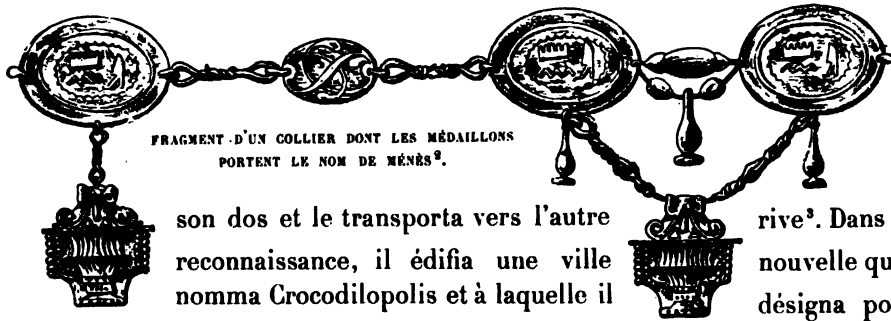 FRAGMENT D'UN COLLIER DONT LES MÉDAILLONS
PORTENT LE NOM DE MÉNÈS².
son dos et le transporta vers l'autre rive³. Dans
reconnaissance, il édifia une ville nouvelle qu
nomma Crocodilopolis et à laquelle il désigna po